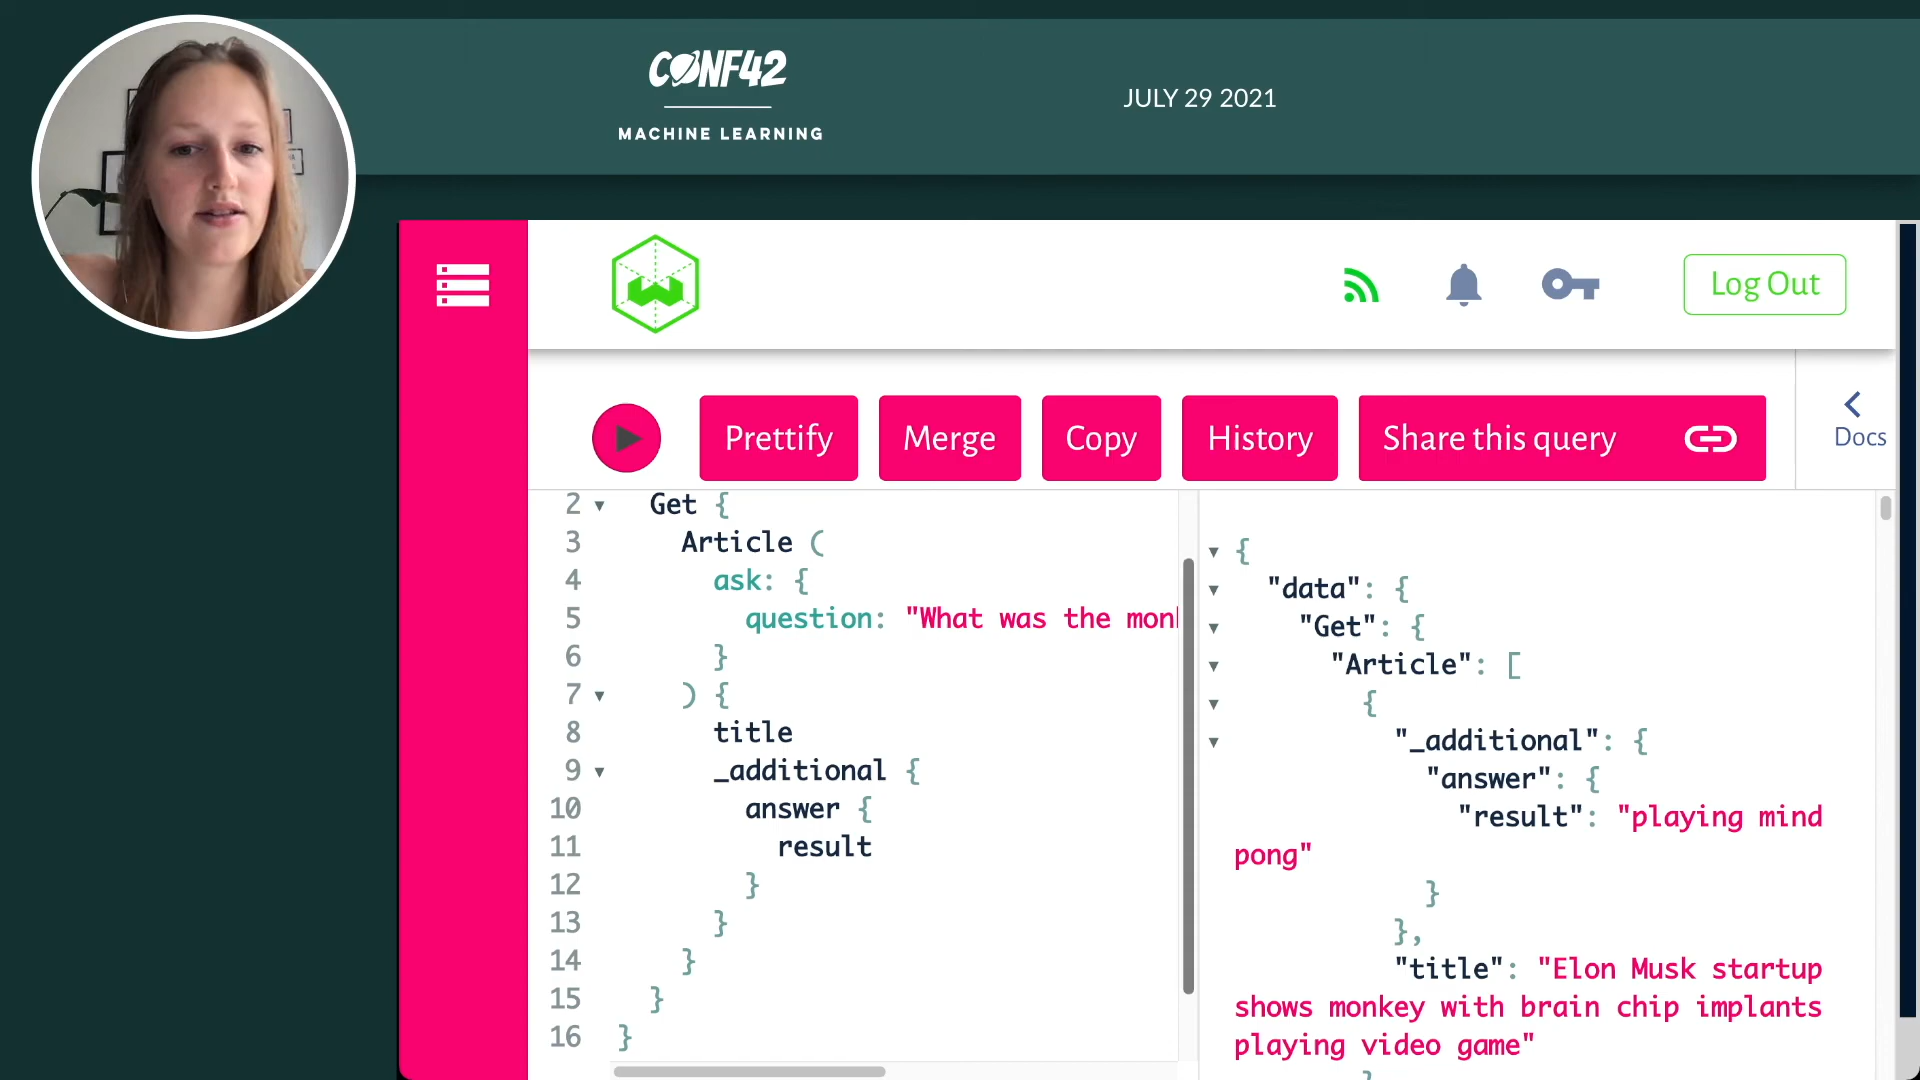 CONF42
MACHINE LEARNING
JULY 29 2021
Log Out
Prettify
Merge
Copy
History
Share this query
Docs
2 Get {
3 Article (
4 ask: {
5 question: "What was the
6 }
7 ) {
8 title
9 _additional {
10 answer {
11 result
12 }
13 }
14 }
15 }
16 }
{
"data": {
"Get": {
"Article": [
{
"_additional": {
"answer": {
"result": "playing mind
pong"
}
},
"title": "Elon Musk startup
shows monkey with brain chip implants
playing video game"